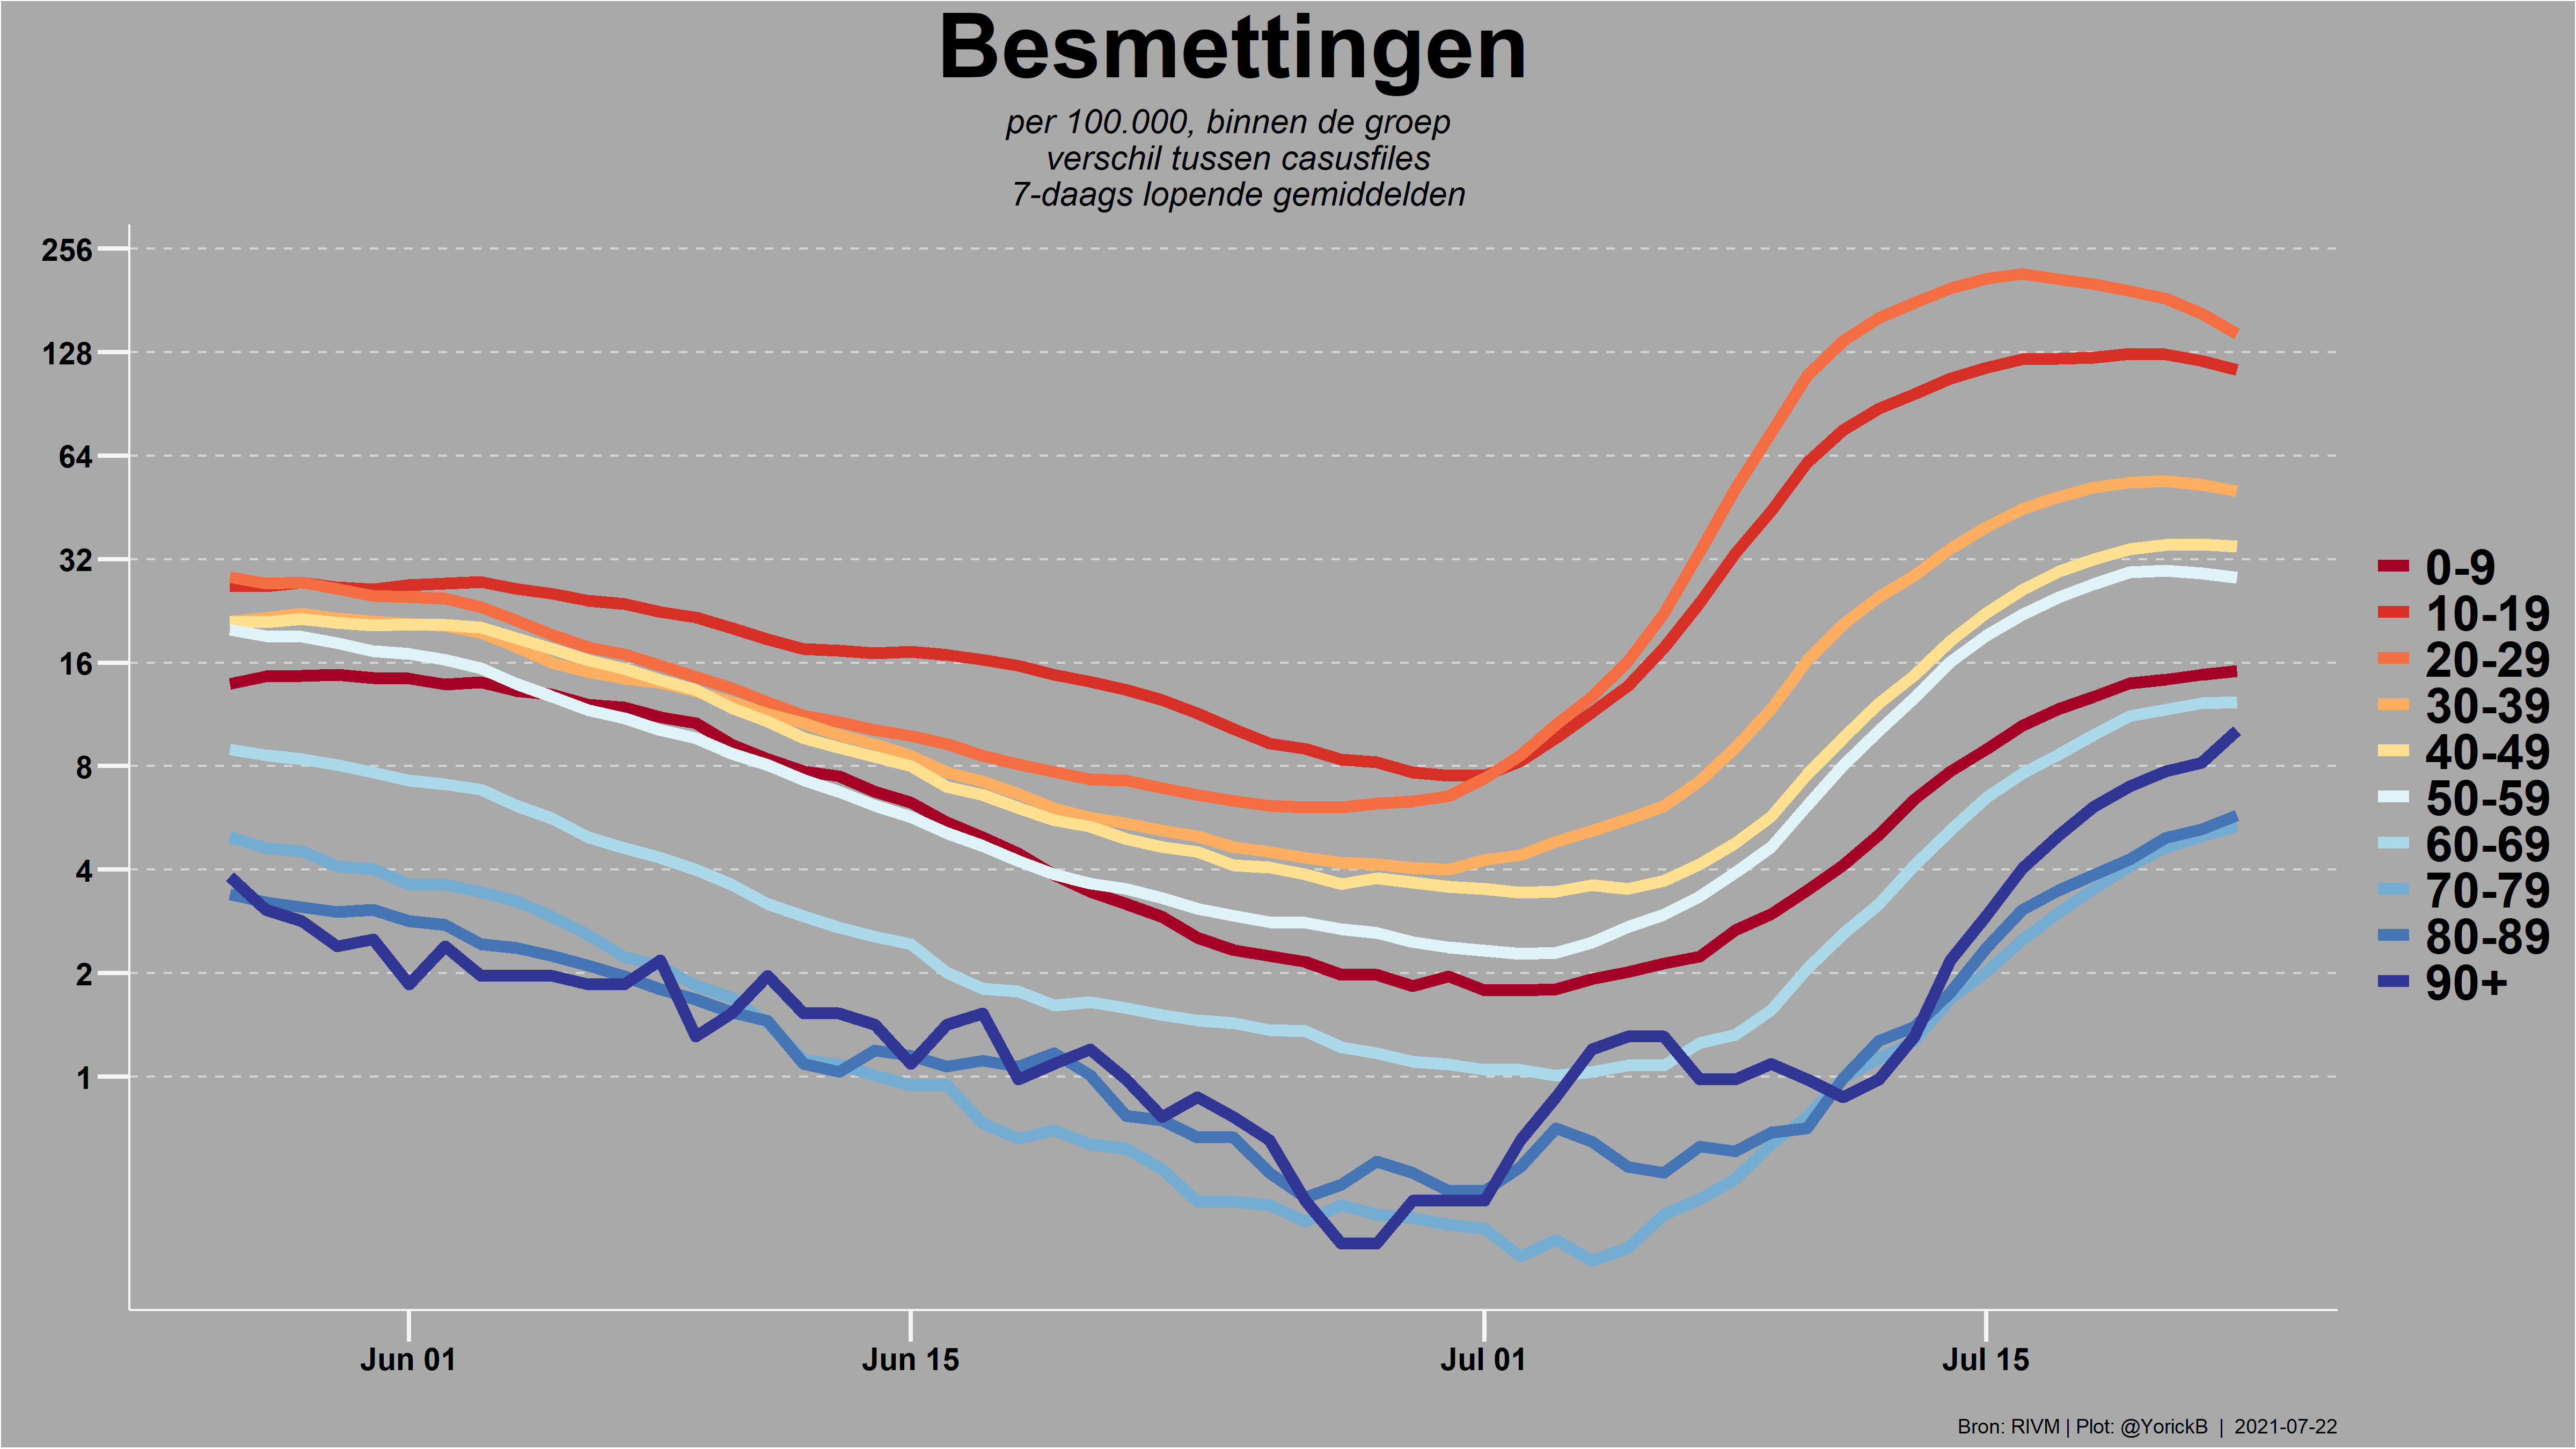 Besmettingen
per 100.000, binnen de groep
verschil tussen casusfiles
7-daags lopende gemiddelden
256
128
64
32
16
8
4
2
1
0-9
10-19
20-29
30-39
40-49
50-59
60-69
70-79
80-89
90+
Jun 01
Jun 15
Jul 01
Jul 15
Bron: RIVM | Plot: @YorickB | 2021-07-22